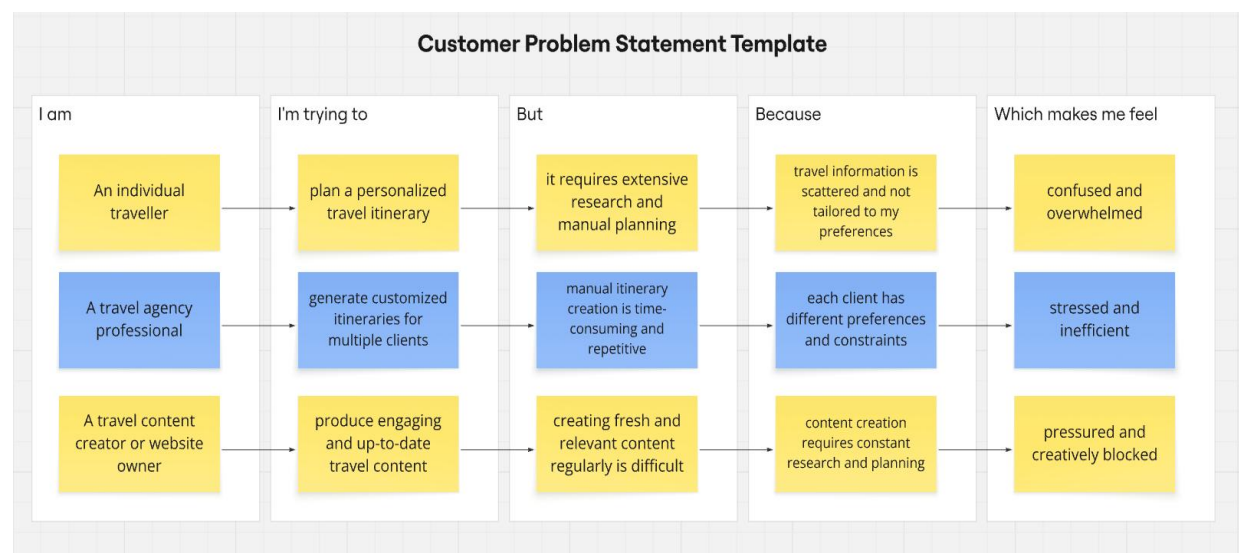 Customer Problem Statement Template
I am
I'm trying to
But
Because
Which makes me feel
An individual
traveller
plan a personalized
travel itinerary
it requires extensive
research and
manual planning
travel information is
scattered and not
tailored to my
preferences
confused and
overwhelmed
A travel agency
professional
generate customized
itineraries for
multiple clients
manual itinerary
creation is time-
consuming and
repetitive
each client has
different preferences
and constraints
stressed and
inefficient
A travel content
creator or website
owner
produce engaging
and up-to-date
travel content
creating fresh and
relevant content
regularly is difficult
content creation
requires constant
research and planning
pressured and
creatively blocked